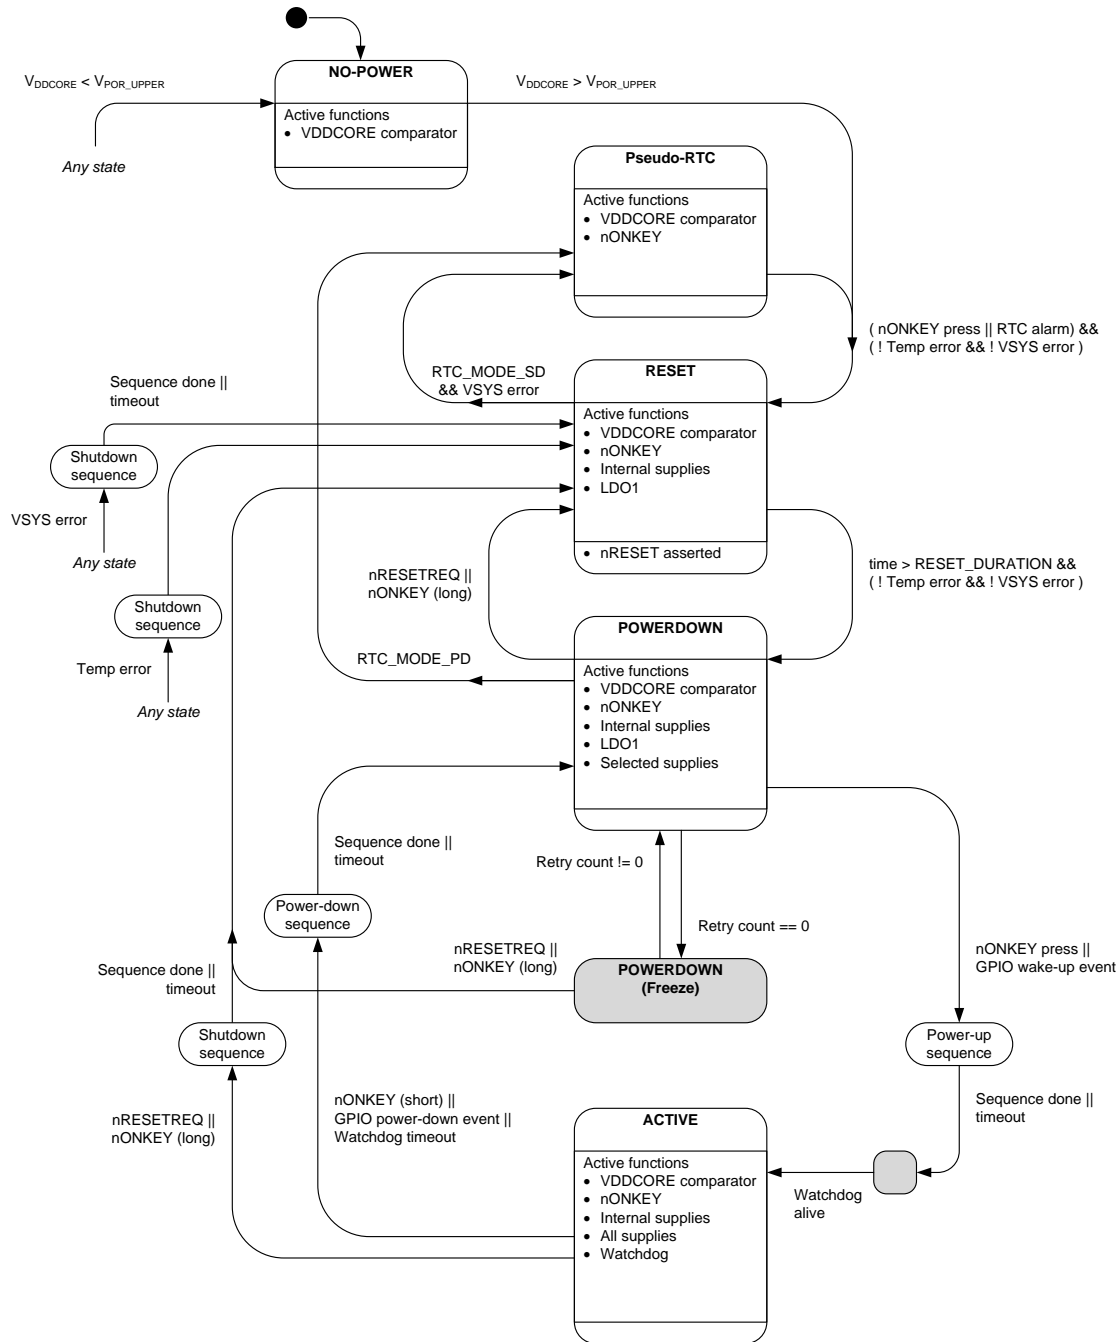 NO-POWER
VDDCORE < VPOR_UPPER
VDDCORE > VPOR_UPPER
Active functions
• VDDCORE comparator
Any state
Pseudo-RTC
Active functions
• VDDCORE comparator
• nONKEY
( nONKEY press || RTC alarm) &&
( ! Temp error && ! VSYS error )
RTC_MODE_SD
&& VSYS error
RESET
Sequence done ||
timeout
Active functions
• VDDCORE comparator
• nONKEY
• Internal supplies
• LDO1
• nRESET asserted
Shutdown
sequence
VSYS error
Any state
nRESETREQ ||
nONKEY (long)
time > RESET_DURATION &&
( ! Temp error && ! VSYS error )
Shutdown
sequence
Temp error
Any state
POWERDOWN
RTC_MODE_PD
Active functions
• VDDCORE comparator
• nONKEY
• Internal supplies
• LDO1
• Selected supplies
Sequence done ||
timeout
Retry count != 0
Power-down
sequence
Retry count == 0
nRESETREQ ||
nONKEY (long)
nONKEY press ||
GPIO wake-up event
POWERDOWN
(Freeze)
Sequence done ||
timeout
Shutdown
sequence
Power-up
sequence
nRESETREQ ||
nONKEY (long)
nONKEY (short) ||
GPIO power-down event ||
Watchdog timeout
Sequence done ||
timeout
ACTIVE
Active functions
• VDDCORE comparator
• nONKEY
• Internal supplies
• All supplies
• Watchdog
Watchdog
alive